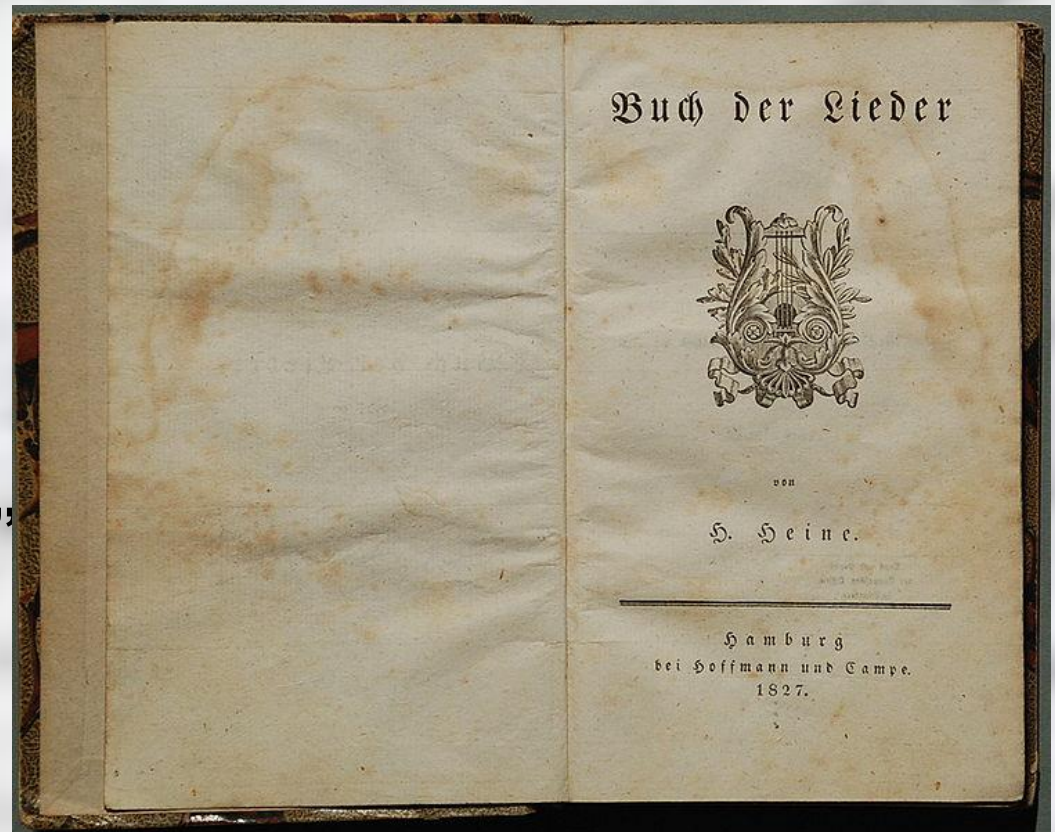 Buch der Lieder
von
H. Heine.
Hamburg
bei Hoffmann und Campe.
1827.